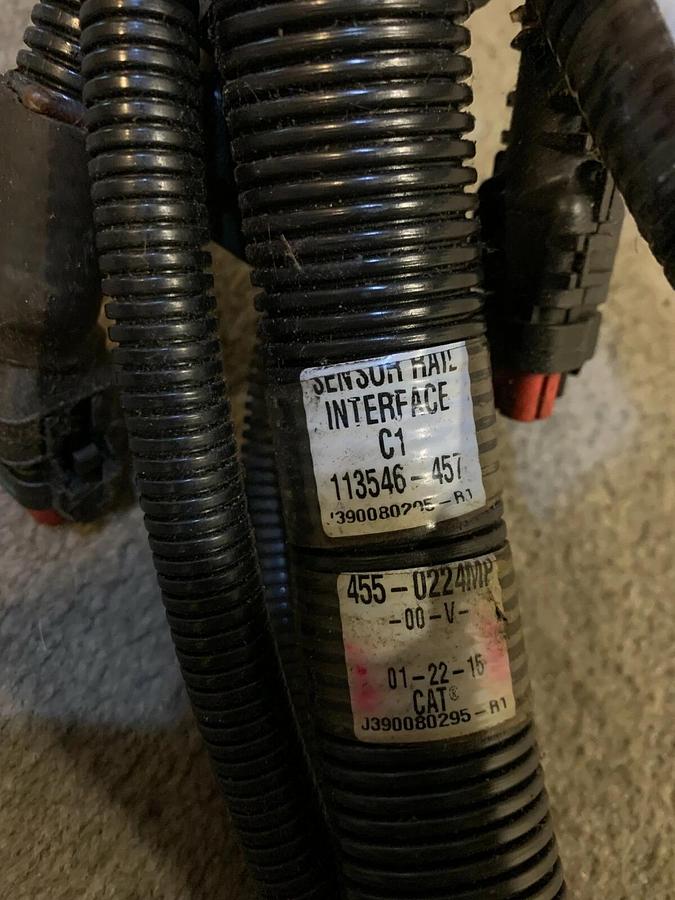 SENSOR RAIL
INTERFACE
C1
113546-457
J390080295-R1
455-0224MP
-00-V-
01-22-15
CAT®
J390080295-R1